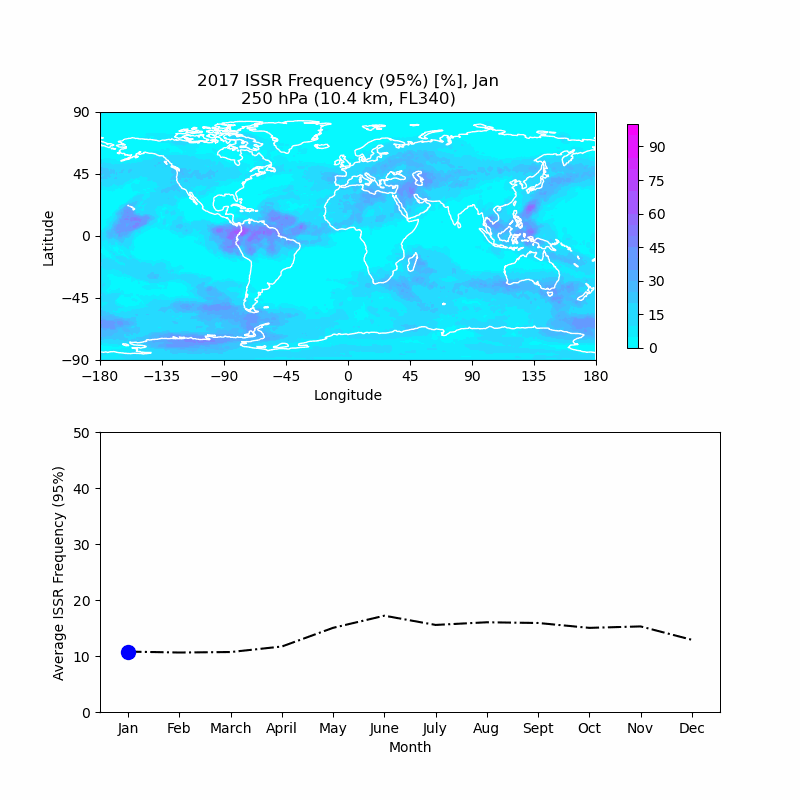 2017 ISSR Frequency (95%) [%], Jan
250 hPa (10.4 km, FL340)
90
45
0
−45
−90
Latitude
−180 −135 −90 −45 0 45 90 135 180
Longitude
90
75
60
45
30
15
0
50
40
30
20
10
0
Average ISSR Frequency (95%)
Jan Feb March April May June July Aug Sept Oct Nov Dec
Month